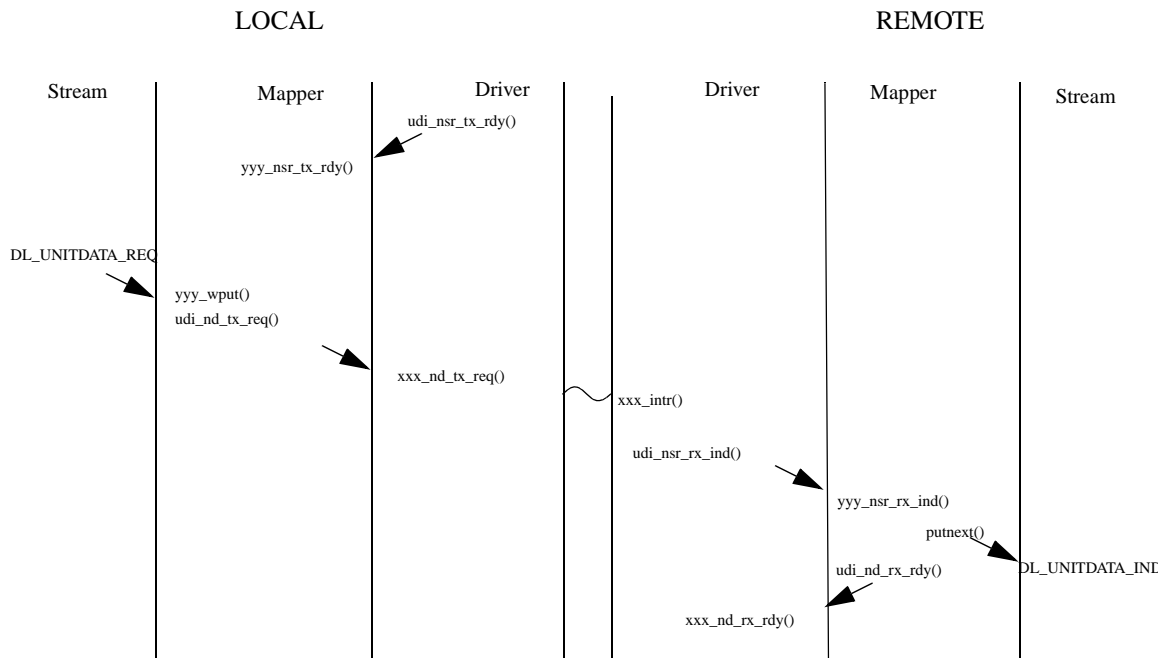 LOCAL
REMOTE
Stream
Mapper
Driver
Driver
Mapper
Stream
udi_nsr_tx_rdy()
yyy_nsr_tx_rdy()
DL_UNITDATA_REQ
yyy_wput()
udi_nd_tx_req()
xxx_nd_tx_req()
xxx_intr()
udi_nsr_rx_ind()
yyy_nsr_rx_ind()
putnext()
DL_UNITDATA_IND
udi_nd_rx_rdy()
xxx_nd_rx_rdy()